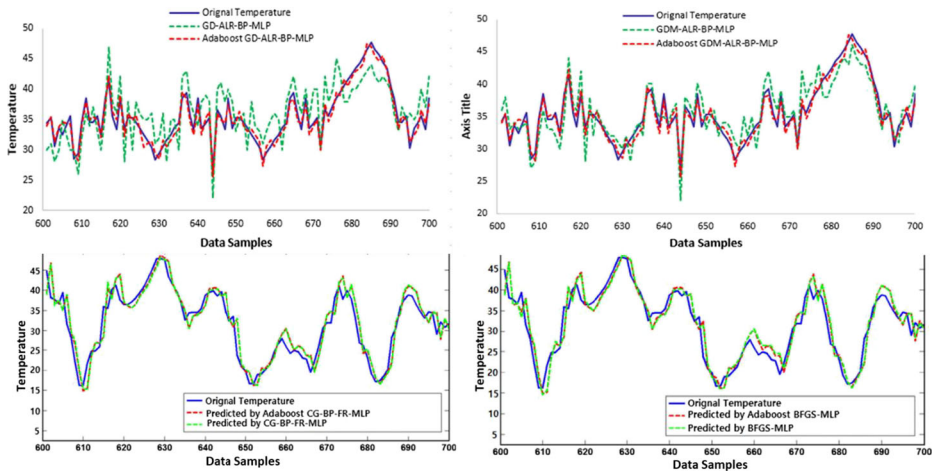 Orignal Temperature
GD-ALR-BP-MLP
Adaboost GD-ALR-BP-MLP
Temperature
50
45
40
35
30
25
20
600 610 620 630 640 650 660 670 680 690 700
Data Samples
Orignal Temperature
GDM-ALR-BP-MLP
Adaboost GDM-ALR-BP-MLP
Axis Title
50
45
40
35
30
25
20
600 610 620 630 640 650 660 670 680 690 700
Data Samples
Temperature
45
40
35
30
25
20
15
10
5
Orignal Temperature
Predicted by Adaboost CG-BP-FR-MLP
Predicted by CG-BP-FR-MLP
600 610 620 630 640 650 660 670 680 690 700
Data Samples
Temperature
45
40
35
30
25
20
15
10
5
Orignal Temperature
Predicted by Adaboost BFGS-MLP
Predicted by BFGS-MLP
600 610 620 630 640 650 660 670 680 690 700
Data Samples